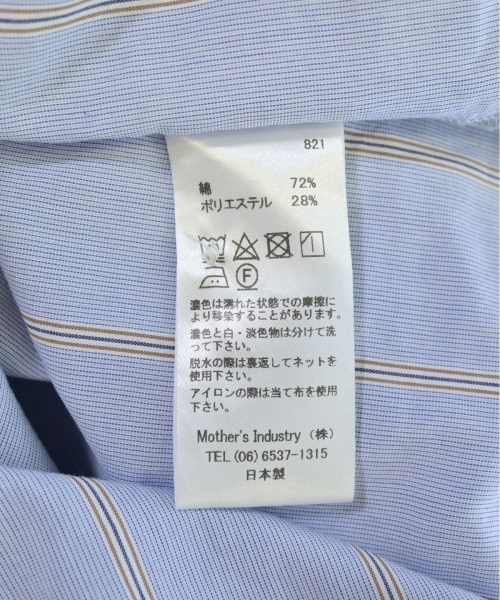 821
綿 72%
ポリエステル 28%
濃色は濡れた状態での摩擦に
より移染することがあります。
濃色と白・淡色物は分けて洗
って下さい。
脱水の際は裏返してネットを
使用下さい。
アイロンの際は当て布を使用
下さい。
Mother's Industry (株)
TEL (06) 6537-1315
日本製